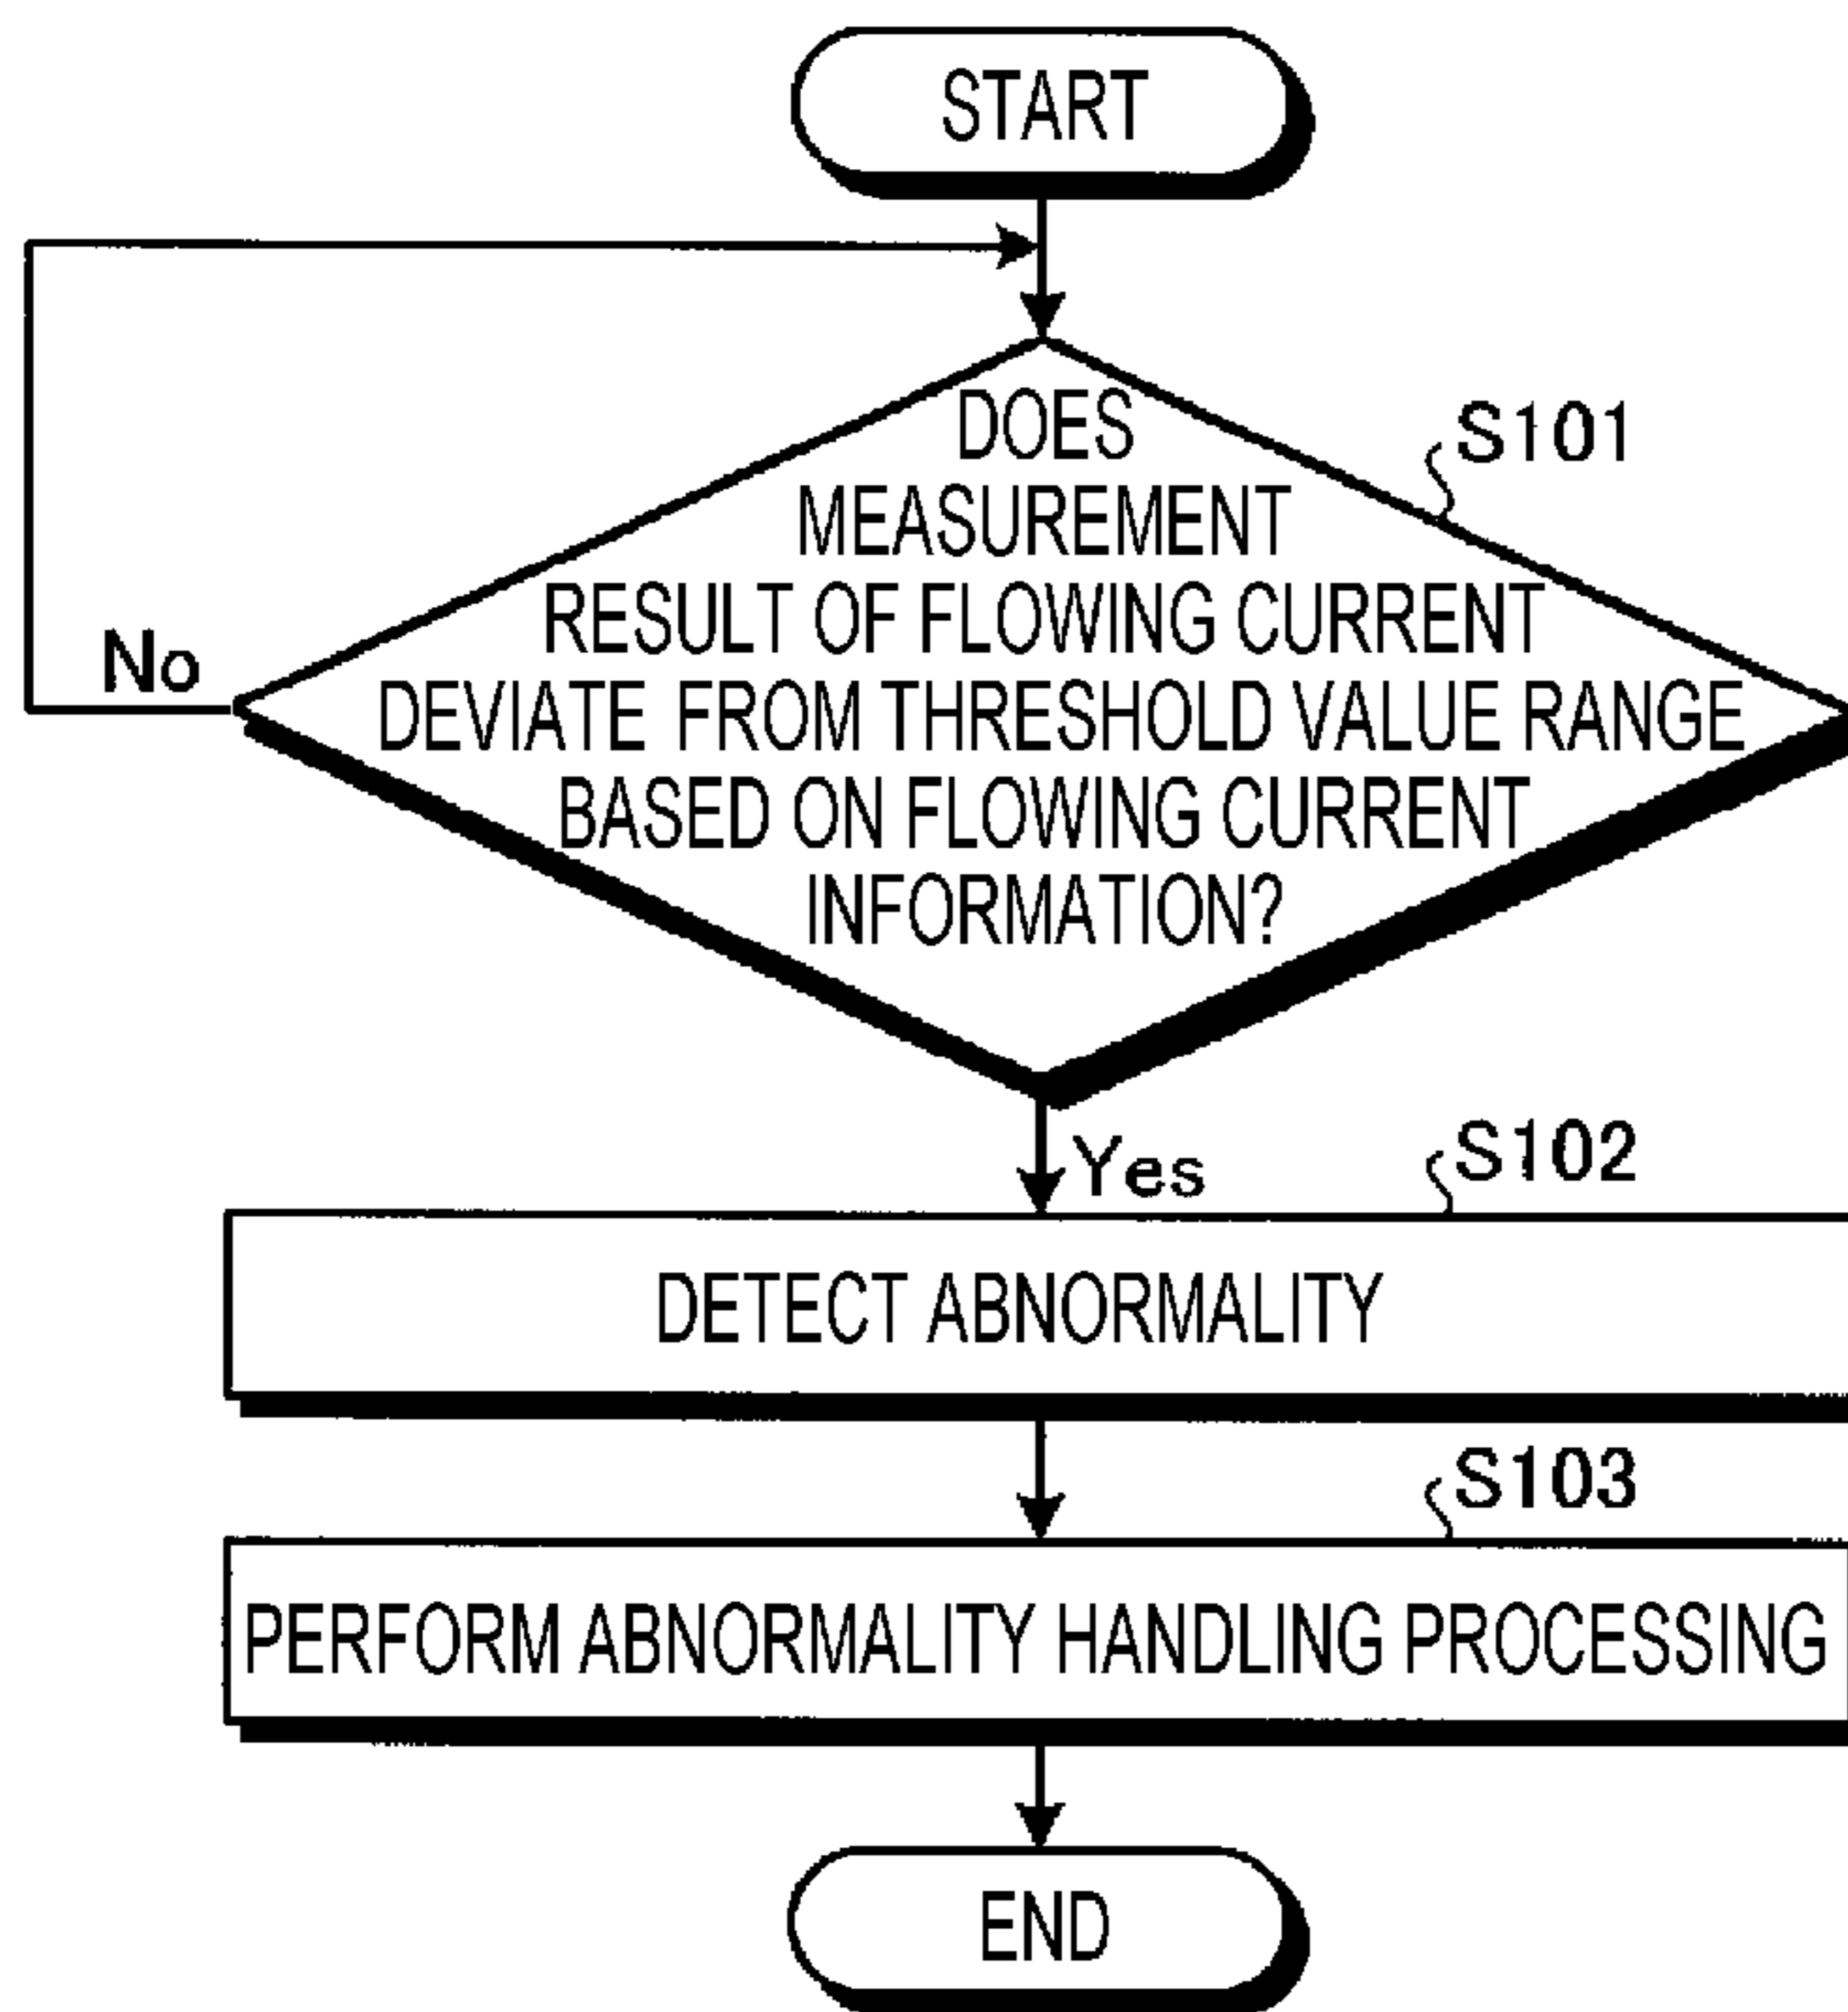 START
DOES
MEASUREMENT
RESULT OF FLOWING CURRENT
DEVIATE FROM THRESHOLD VALUE RANGE
BASED ON FLOWING CURRENT
INFORMATION?
S101
No
Yes
S102
DETECT ABNORMALITY
S103
PERFORM ABNORMALITY HANDLING PROCESSING
END